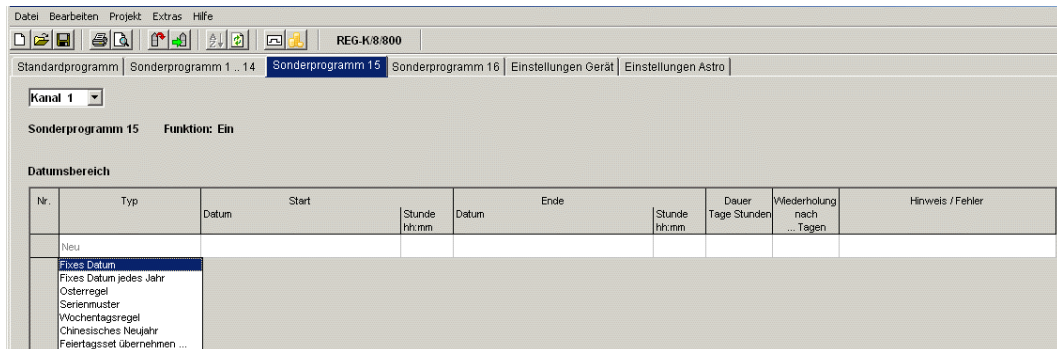 Datei Bearbeiten Projekt Extras Hilfe
REG-K/8/800
Standardprogramm Sonderprogramm 1 .. 14 Sonderprogramm 15 Sonderprogramm 16 Einstellungen Gerät Einstellungen Astro
Kanal 1
Sonderprogramm 15 Funktion: Ein
Datumsbereich
Nr. Typ Start Ende Dauer Wiederholung Hinweis / Fehler
Datum Stunde Datum Stunde Tage Stunden nach
hh:mm hh:mm ... Tagen
Neu
Fixes Datum
Fixes Datum jedes Jahr
Osterregel
Serienmuster
Wochentagsregel
Chinesisches Neujahr
Feiertagsset übernehmen ...